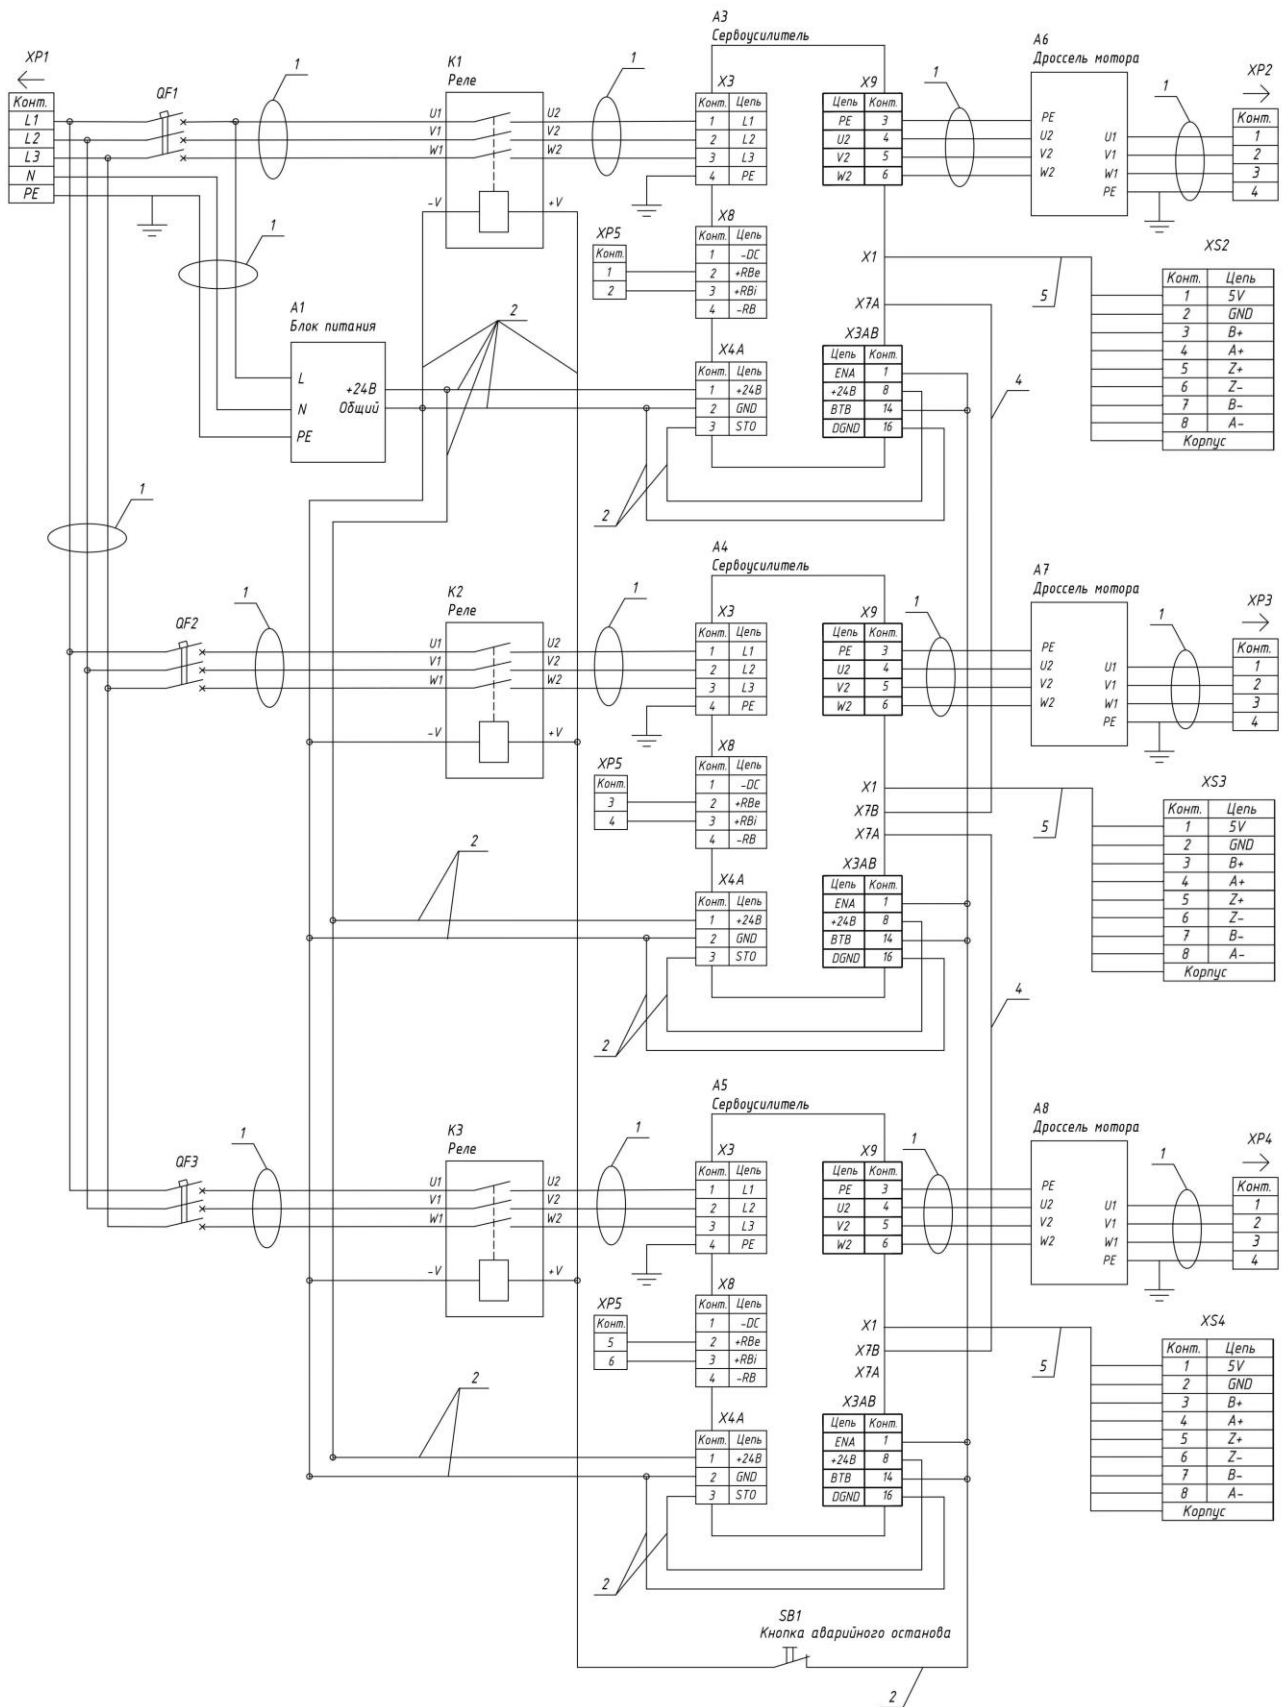 XP1
Конт.
L1
L2
L3
N
PE
QF1
1
K1
Реле
U1
V1
W1
U2
V2
W2
-V
+V
1
A3
Сервоусилитель
X3
Конт. Цепь
1 L1
2 L2
3 L3
4 PE
X9
Цепь Конт.
PE 3
U2 4
V2 5
W2 6
1
A6
Дроссель мотора
PE
U2
V2
W2
U1
V1
W1
PE
1
XP2
Конт.
1
2
3
4
1
XP5
Конт.
1
2
X8
Конт. Цепь
1 -DC
2 +RBe
3 +RBi
4 -RB
X1
X7A
5
XS2
Конт. Цепь
1 5V
2 GND
3 B+
4 A+
5 Z+
6 Z-
7 B-
8 A-
Корпус
A1
Блок питания
L
N
PE
+24В
Общий
2
X4A
Конт. Цепь
1 +24В
2 GND
3 STO
X3AB
Цепь Конт.
ENA 1
+24В 8
BTB 14
DGND 16
4
2
1
QF2
1
K2
Реле
U1
V1
W1
U2
V2
W2
-V
+V
1
A4
Сервоусилитель
X3
Конт. Цепь
1 L1
2 L2
3 L3
4 PE
X9
Цепь Конт.
PE 3
U2 4
V2 5
W2 6
1
A7
Дроссель мотора
PE
U2
V2
W2
U1
V1
W1
PE
1
XP3
Конт.
1
2
3
4
XP5
Конт.
3
4
X8
Конт. Цепь
1 -DC
2 +RBe
3 +RBi
4 -RB
X1
X7B
X7A
5
XS3
Конт. Цепь
1 5V
2 GND
3 B+
4 A+
5 Z+
6 Z-
7 B-
8 A-
Корпус
2
X4A
Конт. Цепь
1 +24В
2 GND
3 STO
X3AB
Цепь Конт.
ENA 1
+24В 8
BTB 14
DGND 16
4
2
QF3
1
K3
Реле
U1
V1
W1
U2
V2
W2
-V
+V
1
A5
Сервоусилитель
X3
Конт. Цепь
1 L1
2 L2
3 L3
4 PE
X9
Цепь Конт.
PE 3
U2 4
V2 5
W2 6
1
A8
Дроссель мотора
PE
U2
V2
W2
U1
V1
W1
PE
1
XP4
Конт.
1
2
3
4
XP5
Конт.
5
6
X8
Конт. Цепь
1 -DC
2 +RBe
3 +RBi
4 -RB
X1
X7B
X7A
5
XS4
Конт. Цепь
1 5V
2 GND
3 B+
4 A+
5 Z+
6 Z-
7 B-
8 A-
Корпус
2
X4A
Конт. Цепь
1 +24В
2 GND
3 STO
X3AB
Цепь Конт.
ENA 1
+24В 8
BTB 14
DGND 16
2
SB1
Кнопка аварийного останова
2